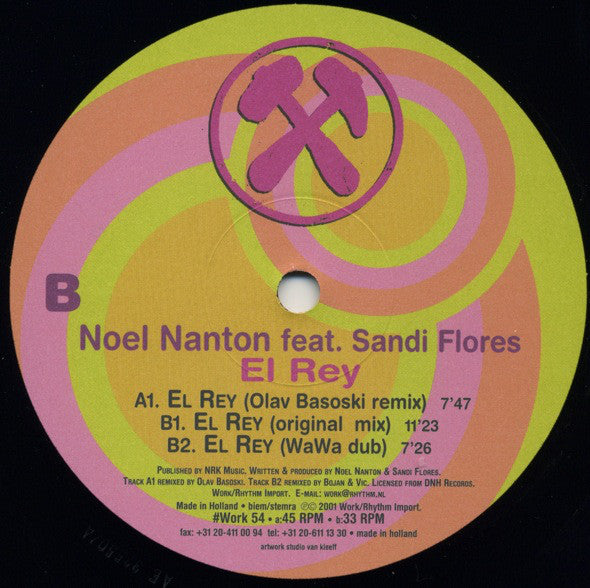 B
Noel Nanton feat. Sandi Flores
El Rey
A1. El Rey (Olav Basoski remix) 7'47
B1. El Rey (original mix) 11'23
B2. El Rey (WaWa dub) 7'26
Published by NRK Music. Written & produced by Noel Nanton & Sandi Flores.
Track A1 remixed by Olav Basoski. Track B2 remixed by Bojan & Vic. Licensed from DNH Records.
Work/Rhythm Import. E-mail: work@rhythm.nl
Made in Holland • biem/stemra ℗© 2001 Work/Rhythm Import.
#Work 54 • a:45 RPM • b:33 RPM
fax: +31 20-411 00 94 tel: +31 20-611 13 30 • made in holland
artwork studio van kleeff